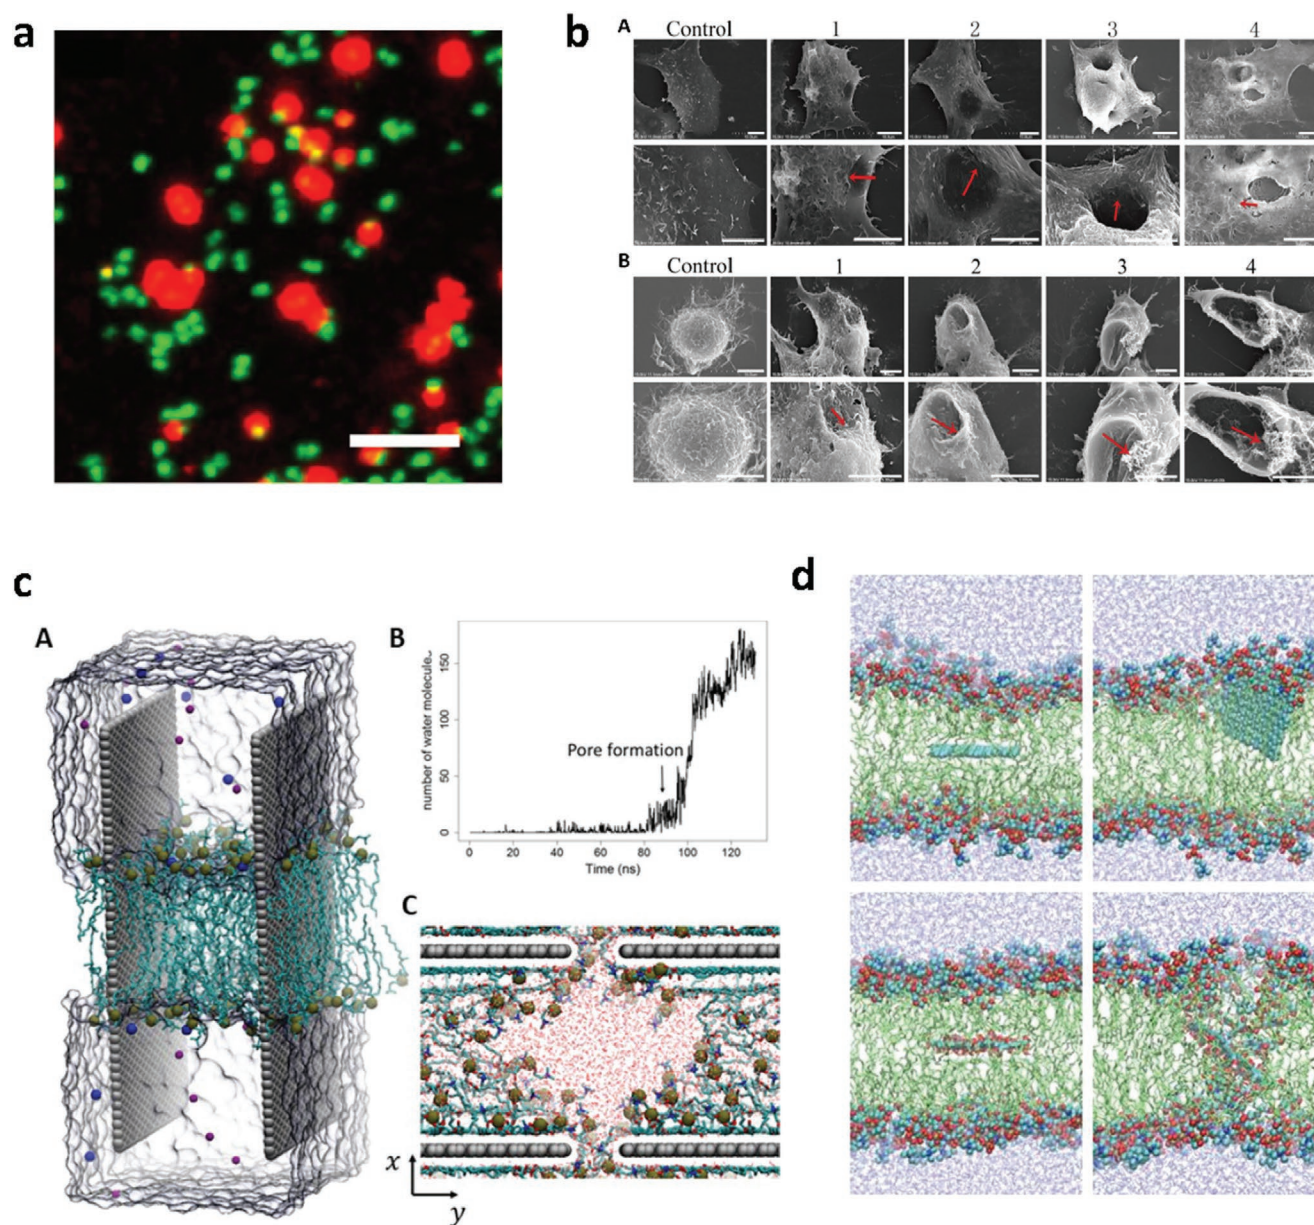 a
b
A
Control 1 2 3 4
B
Control 1 2 3 4
c
A
B
number of water molecules
150
100
50
0
Pore formation
0 20 40 60 80 100 120
Time (ns)
C
x
y
d